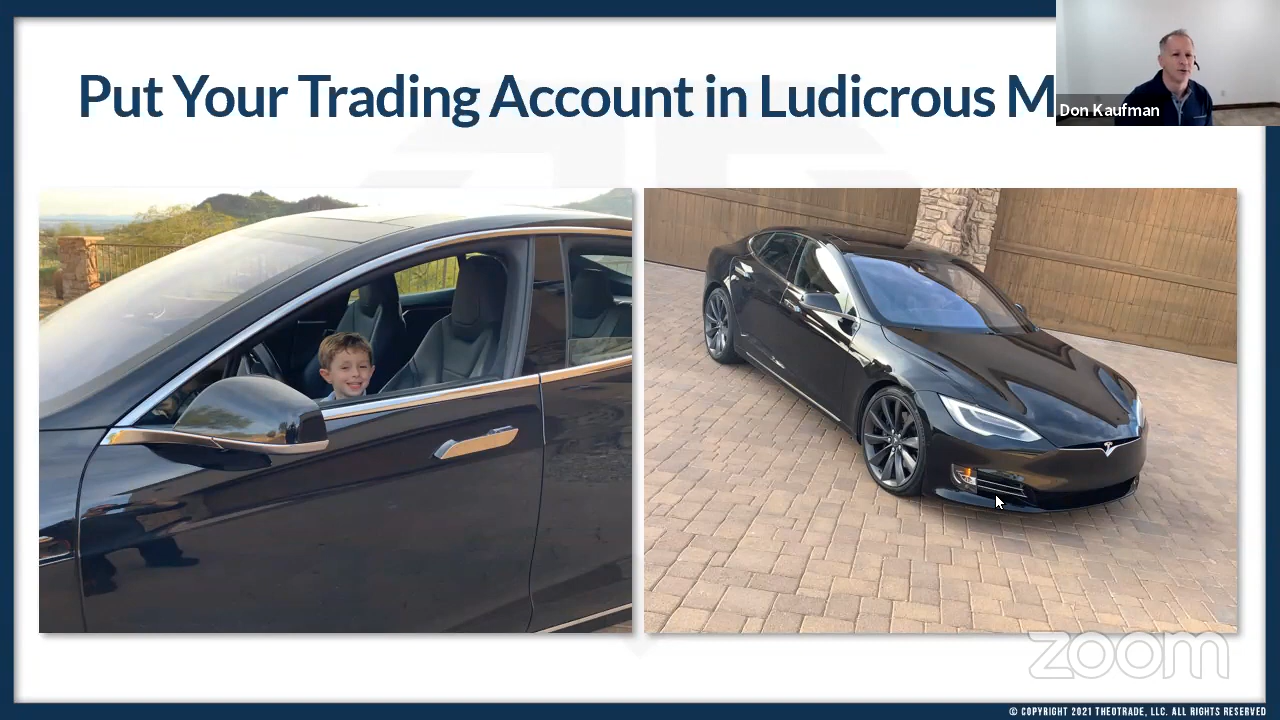 Put Your Trading Account in Ludicrous M
Don Kaufman
zoom
© COPYRIGHT 2021 THEOTRADE, LLC. ALL RIGHTS RESERVED